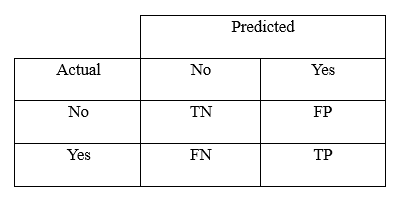 Predicted
Actual No Yes
No TN FP
Yes FN TP